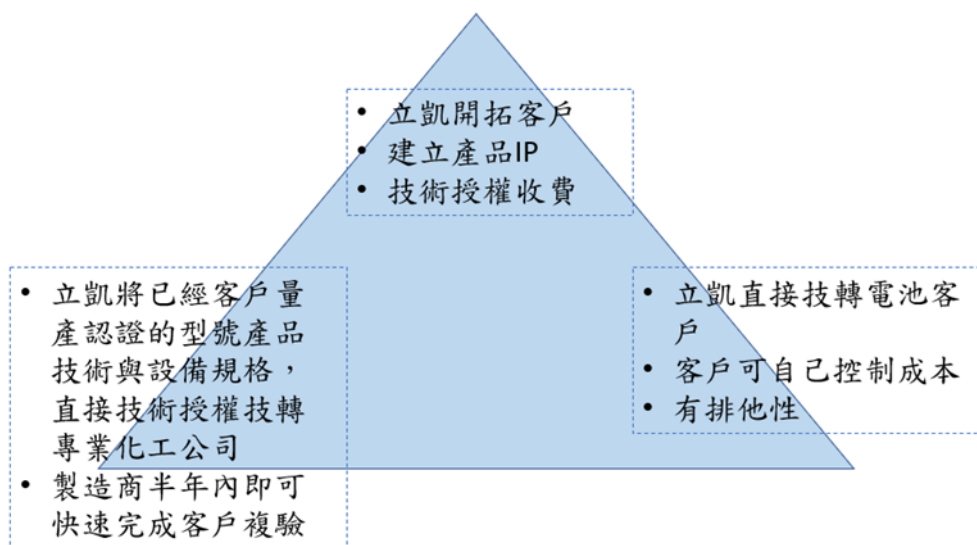 • 立凱開拓客戶
• 建立產品IP
• 技術授權收費
• 立凱將已經客戶量
產認證的型號產品
技術與設備規格，
直接技術授權技轉
專業化工公司
• 製造商半年內即可
快速完成客戶複驗
• 立凱直接技轉電池客
戶
• 客戶可自己控制成本
• 有排他性